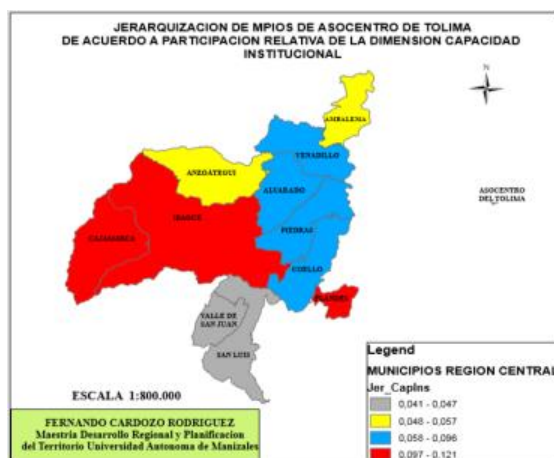 JERARQUIZACION DE MPIOS DE ASOCENTRO DE TOLIMA
DE ACUERDO A PARTICIPACION RELATIVA DE LA DIMENSION CAPACIDAD
INSTITUCIONAL
N
AMBALEMA
VENADILLO
ANZOATEGUI
ALVARADO
ASOCENTRO
DEL TOLIMA
IBAGUE
PIEDRAS
CAJAMARCA
COELLO
VALLE DE
SAN JUAN
SAN LUIS
ESCALA 1:800.000
FERNANDO CARDOZO RODRIGUEZ
Maestria Desarrollo Regional y Planificacion
del Territorio Universidad Autonoma de Manizales
Legend
MUNICIPIOS REGION CENTRAL
Jer_CapIns
0,041 - 0,047
0,048 - 0,057
0,058 - 0,096
0,097 - 0,121